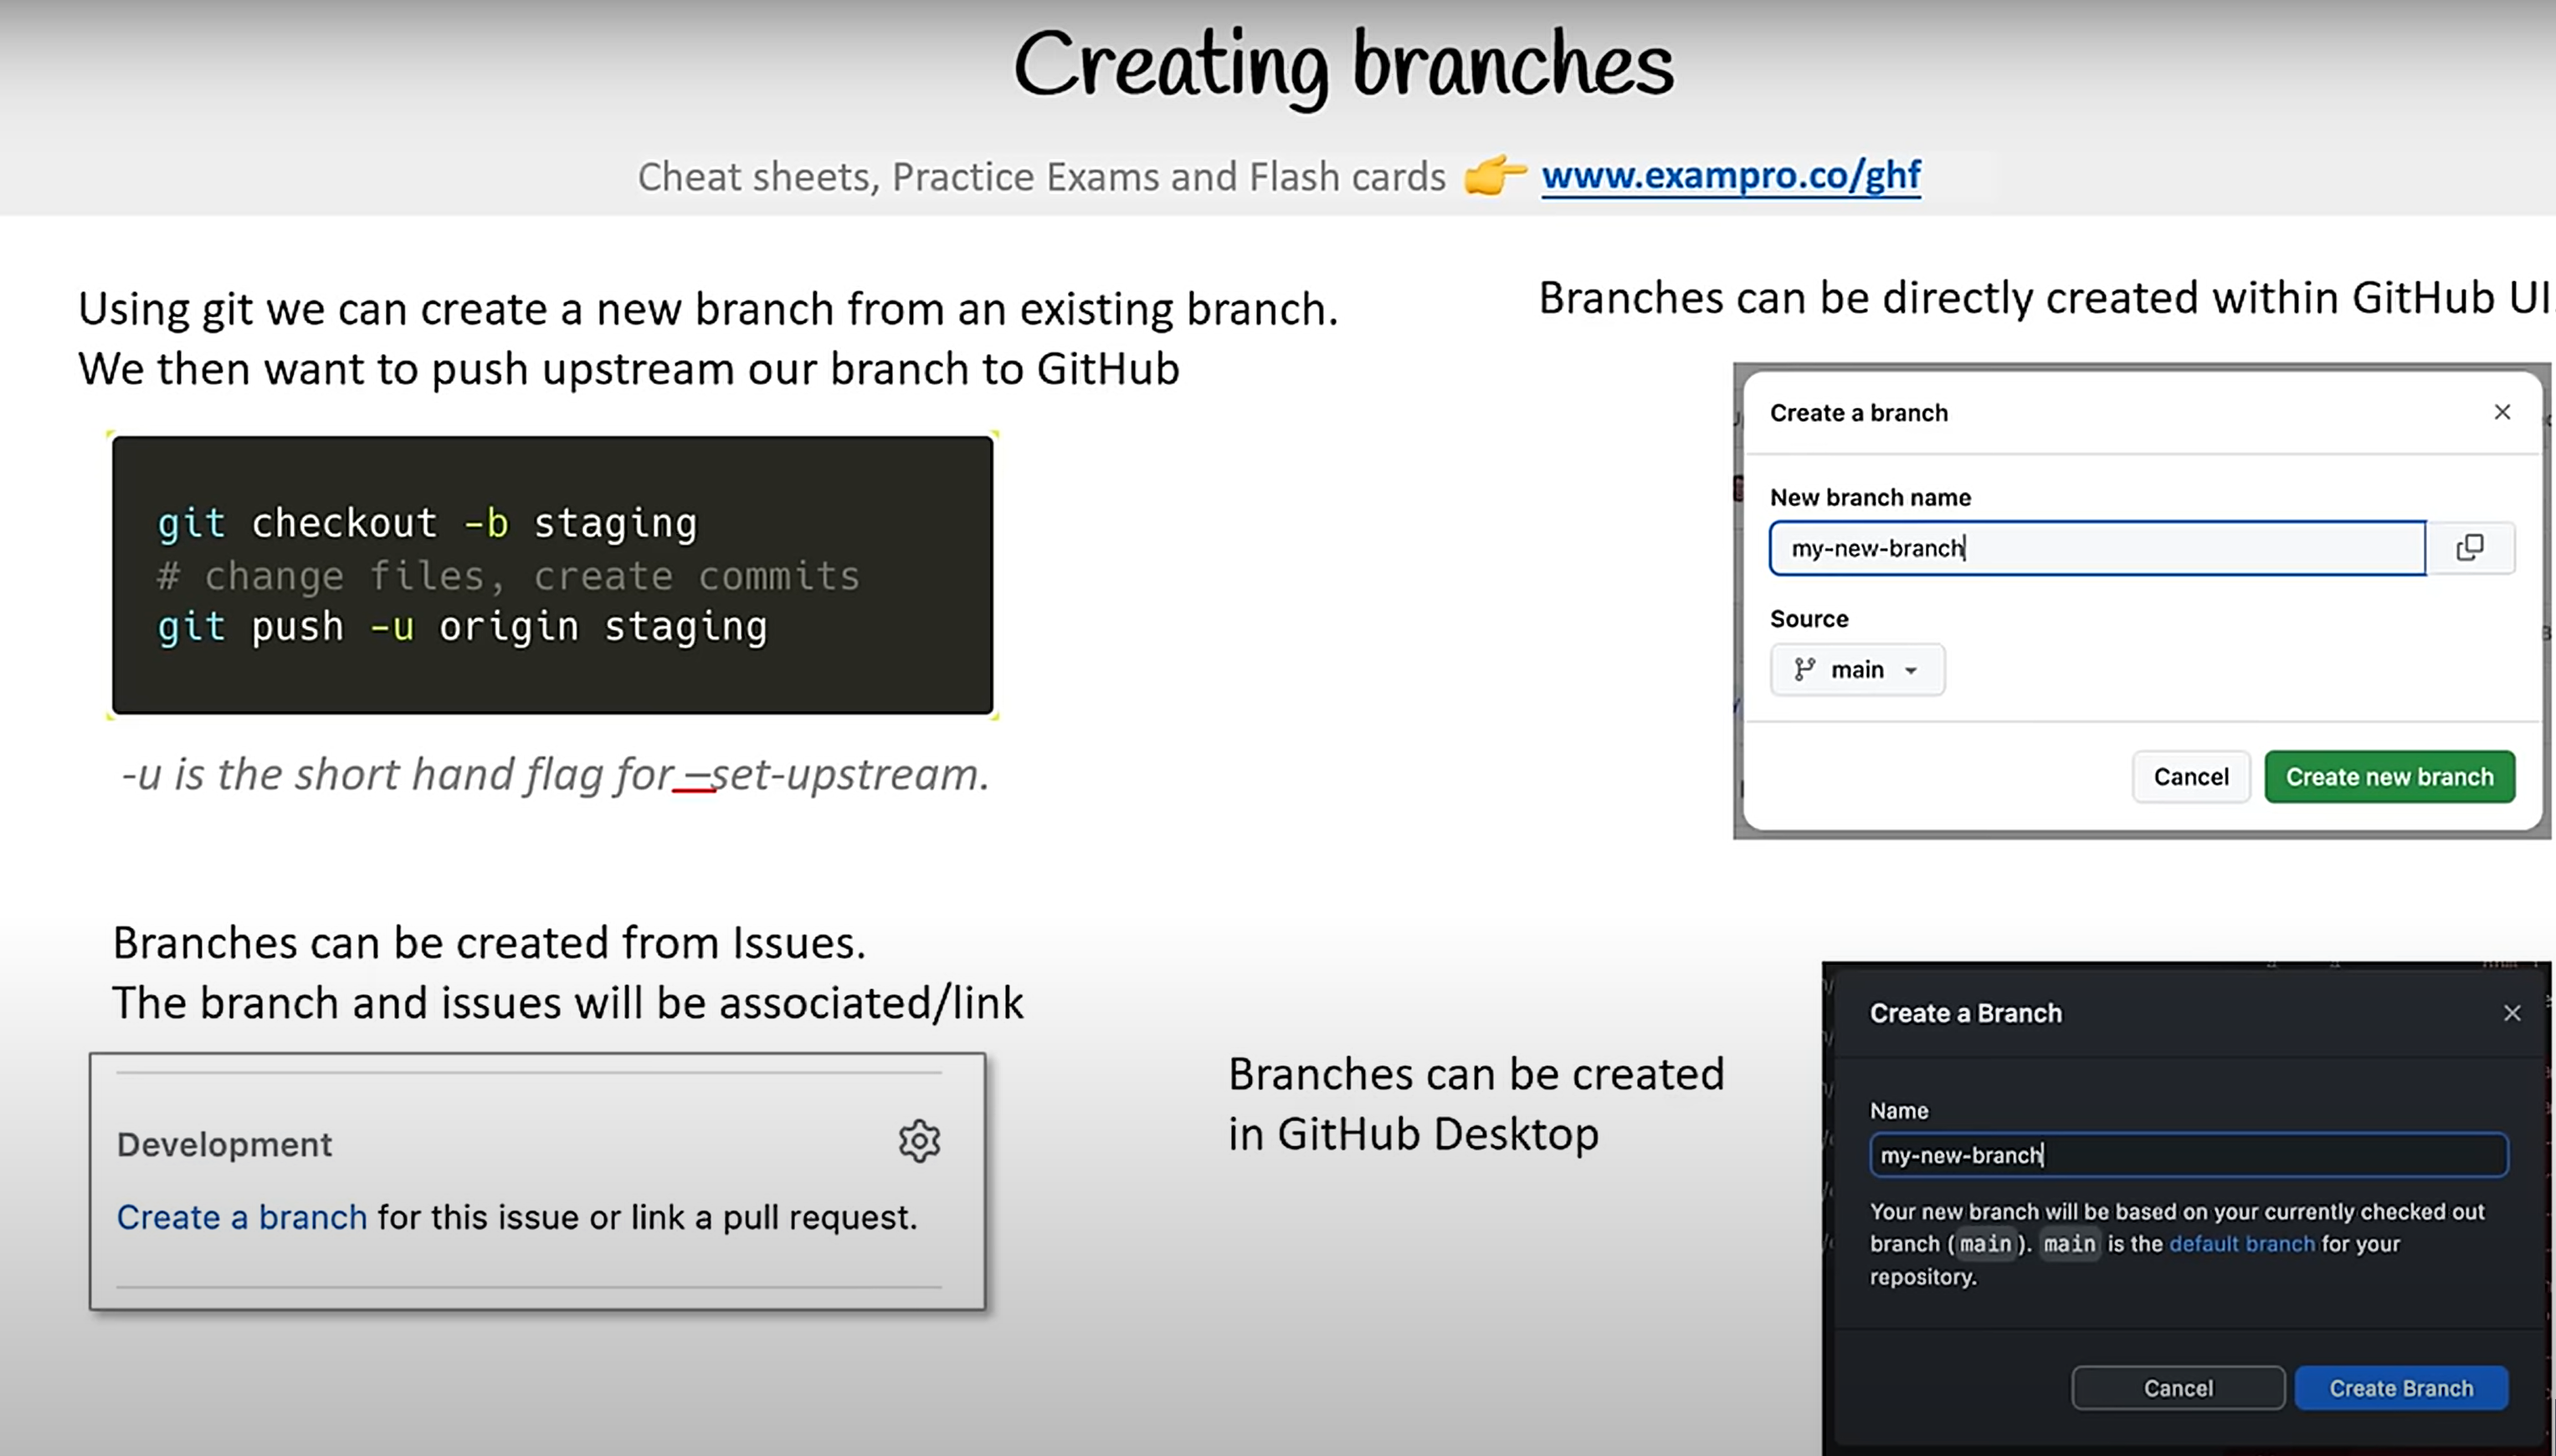 Creating branches
Cheat sheets, Practice Exams and Flash cards 👉 www.exampro.co/ghf
Using git we can create a new branch from an existing branch.
We then want to push upstream our branch to GitHub
git checkout -b staging
# change files, create commits
git push -u origin staging
-u is the short hand flag for –set-upstream.
Branches can be directly created within GitHub UI.
Create a branch
New branch name
my-new-branch
Source
main
Cancel
Create new branch
Branches can be created from Issues.
The branch and issues will be associated/link
Development
Create a branch for this issue or link a pull request.
Branches can be created
in GitHub Desktop
Create a Branch
Name
my-new-branch
Your new branch will be based on your currently checked out
branch (main). main is the default branch for your
repository.
Cancel
Create Branch